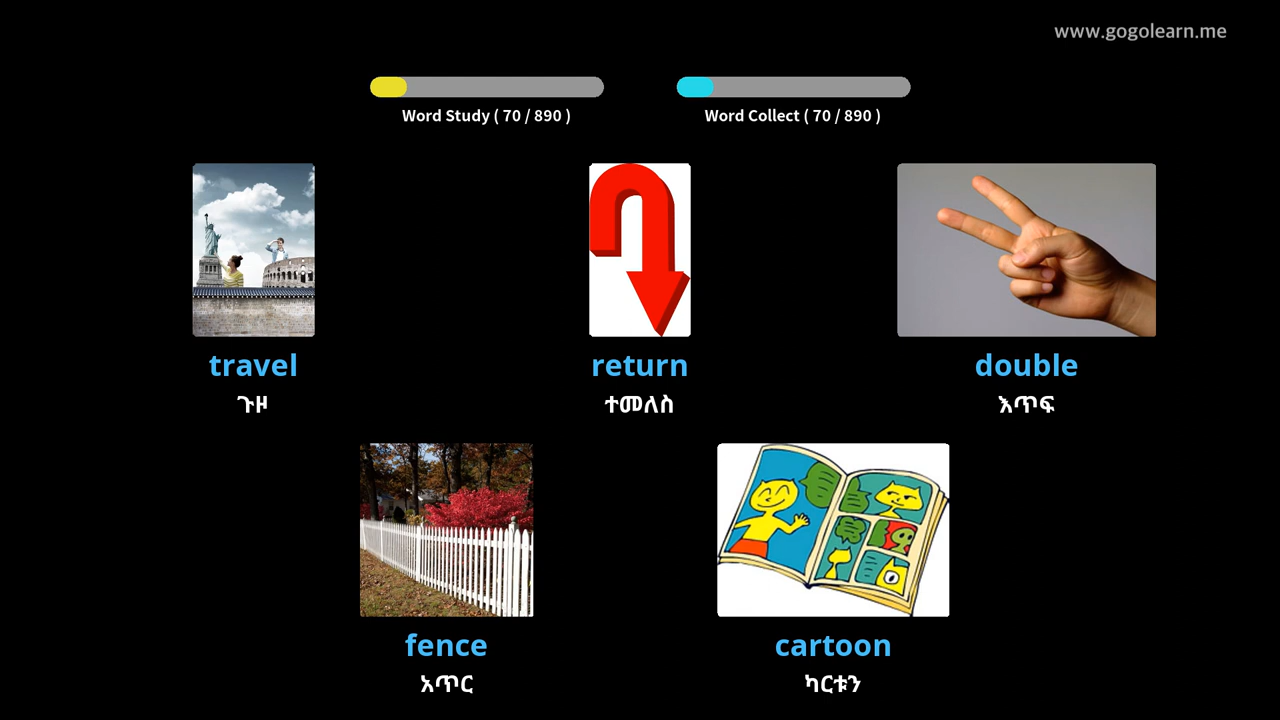 www.gogolearn.me
Word Study ( 70 / 890 )
Word Collect ( 70 / 890 )
travel
ጉዞ
return
ተመለስ
double
እጥፍ
fence
አጥር
cartoon
ካርቱን